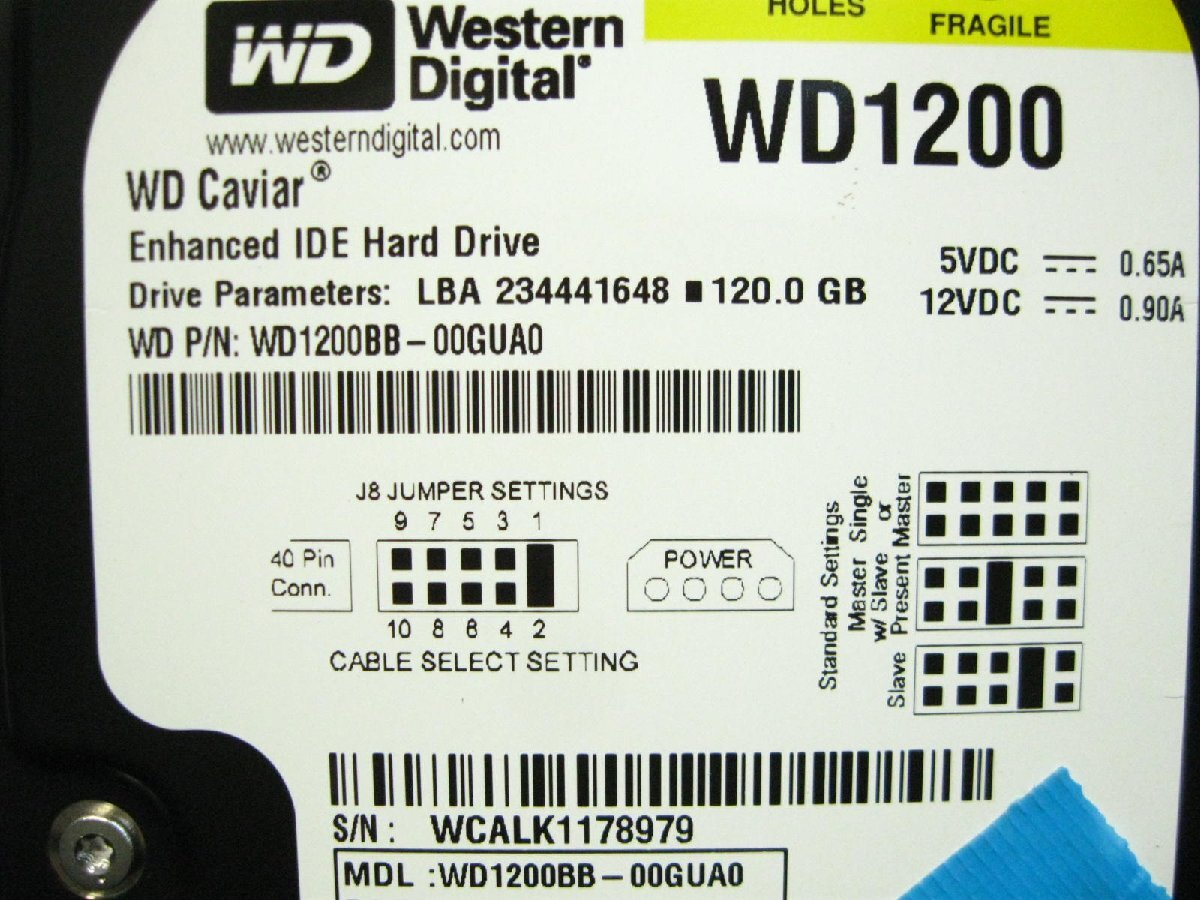 HOLES
FRAGILE
WD Western
Digital®
www.westerndigital.com
WD1200
WD Caviar®
Enhanced IDE Hard Drive
Drive Parameters: LBA 234441648 ■ 120.0 GB
5VDC 0.65A
12VDC 0.90A
WD P/N: WD1200BB-00GUA0
J8 JUMPER SETTINGS
9 7 5 3 1
40 Pin
Conn.
10 8 6 4 2
CABLE SELECT SETTING
POWER
Standard Settings
Single
or
Master
Master
w/ Slave
Present
Slave
S/N: WCALK1178979
MDL :WD1200BB-00GUA0